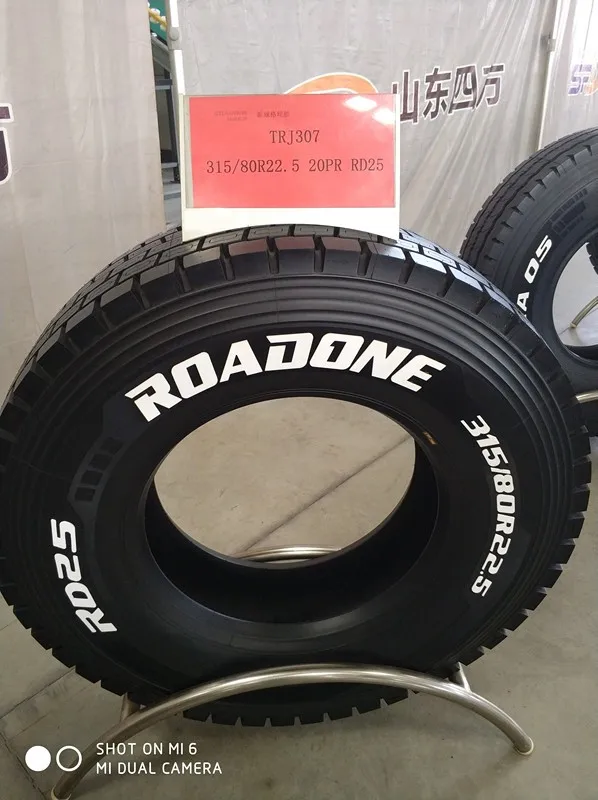 山东四方
TRJ307
315/80R22.5 20PR RD25
A 05
ROADONE
315/80R22.5
RD25
SHOT ON MI 6
MI DUAL CAMERA